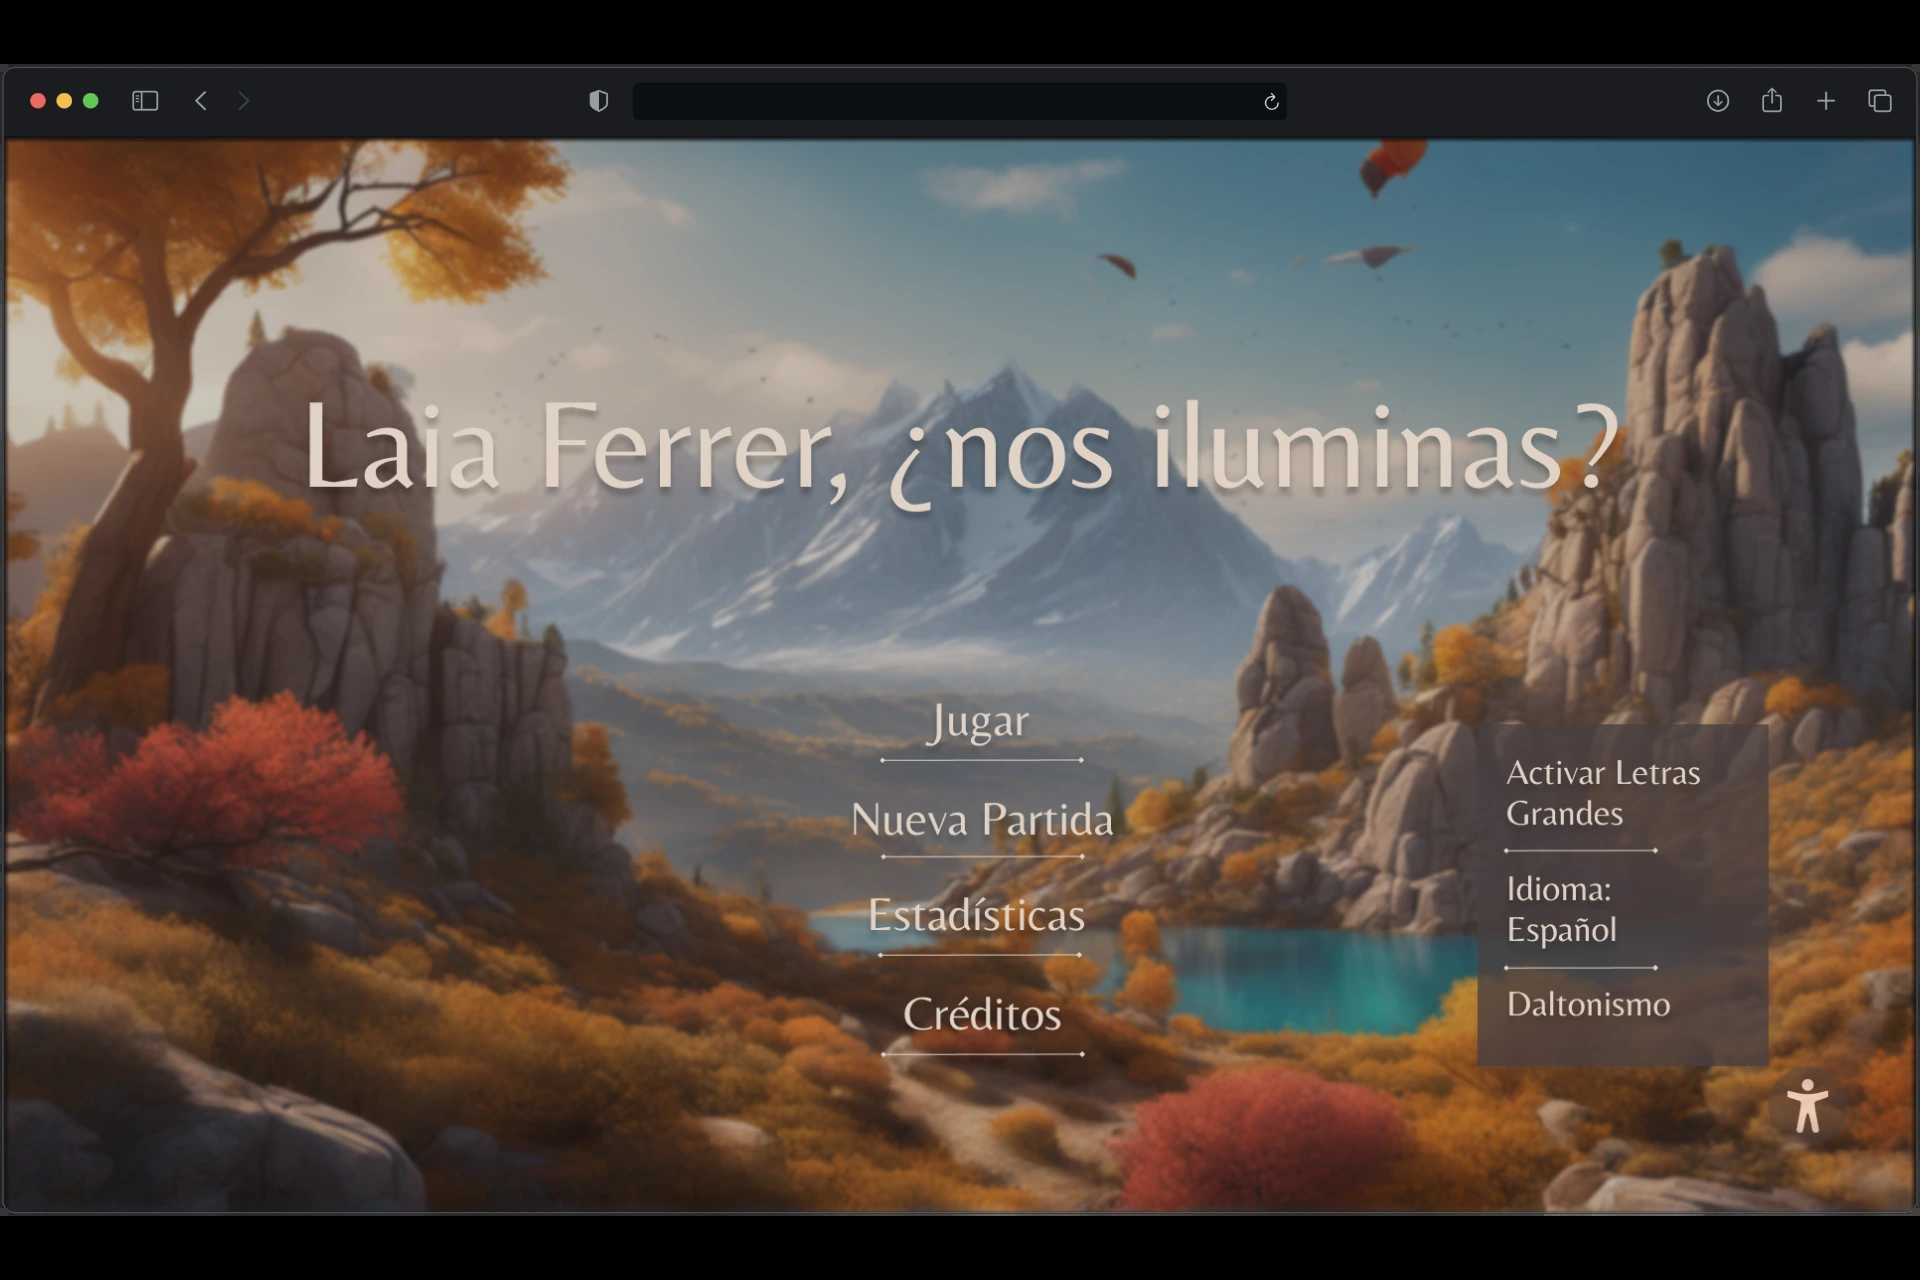 Laia Ferrer, ¿nos iluminas?
Jugar
Nueva Partida
Estadísticas
Créditos
Activar Letras
Grandes
Idioma:
Español
Daltonismo